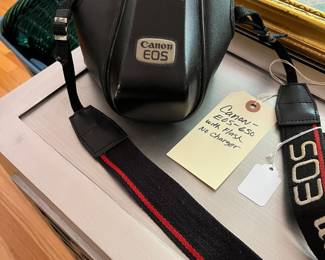 Canon
EOS
Canon -
EOS-650
with Flash
No Charger
EOS